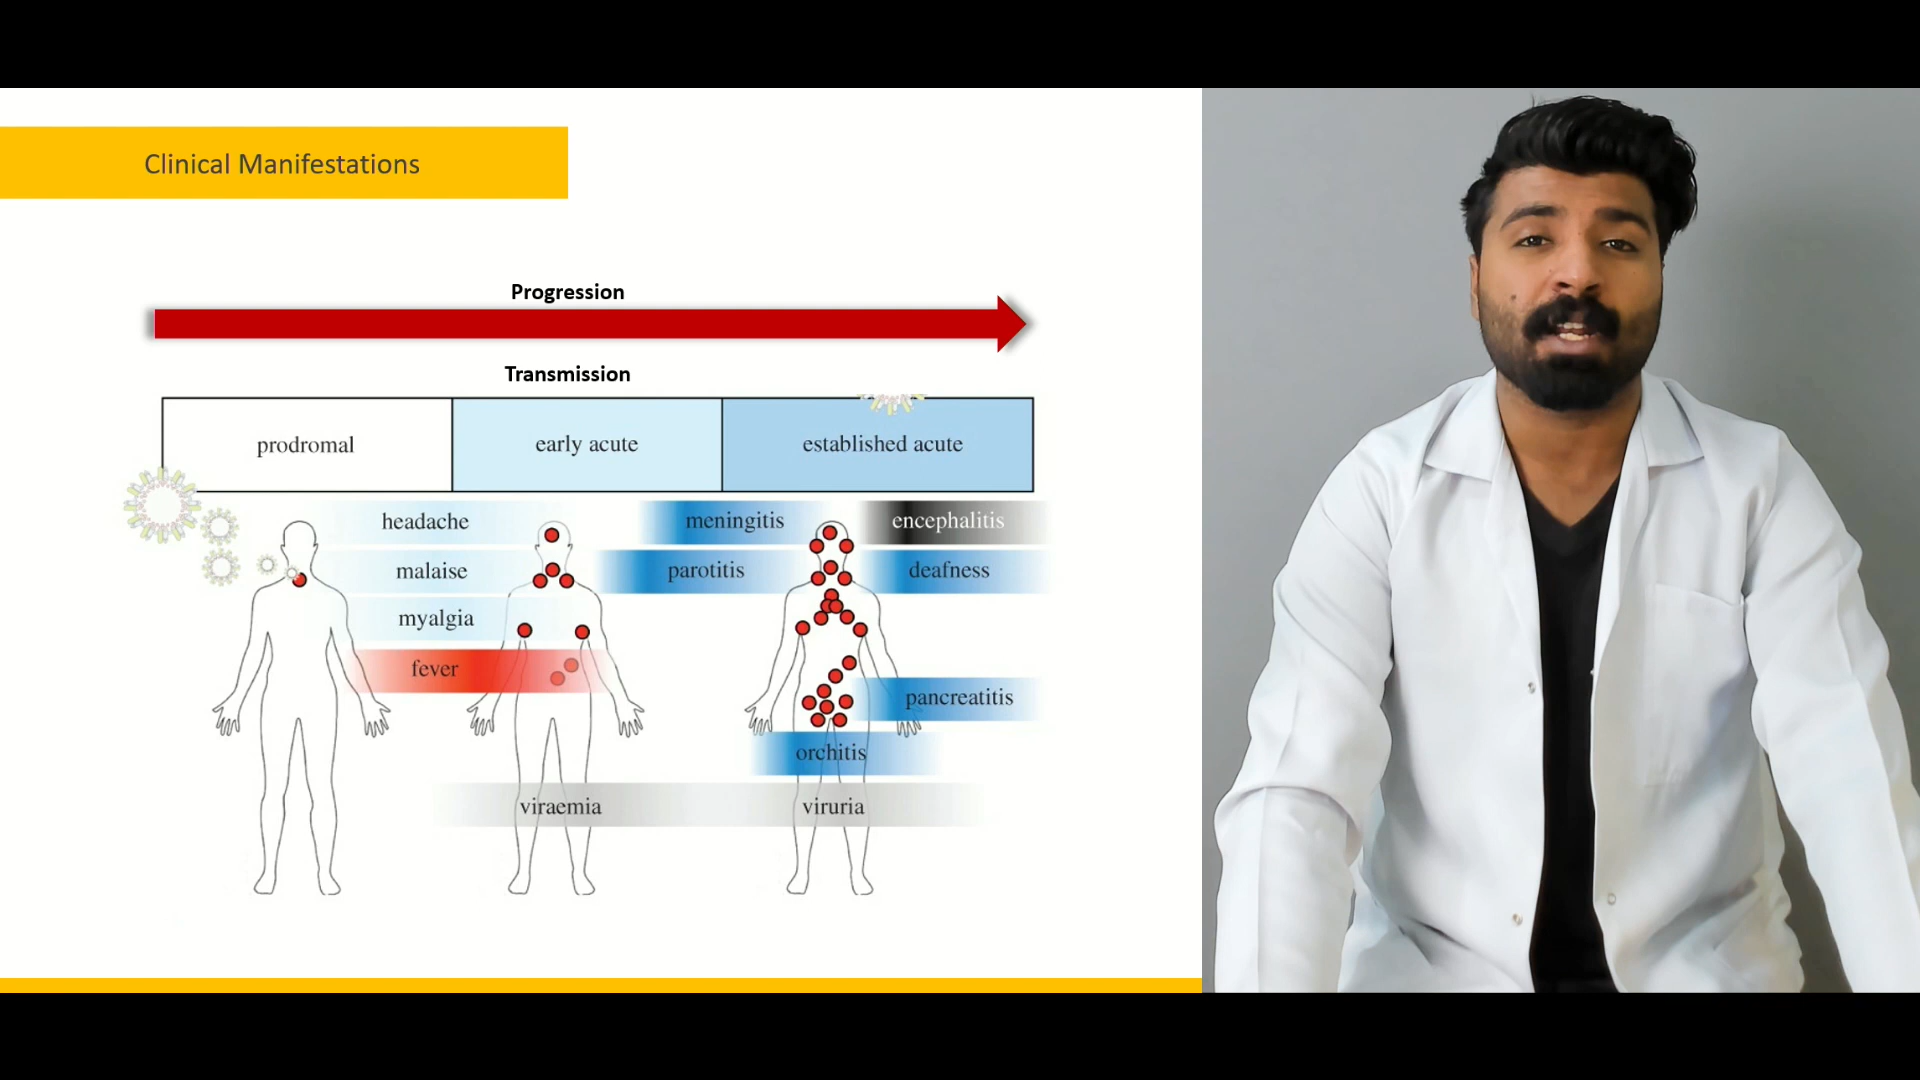 Clinical Manifestations
Progression
Transmission
prodromal
early acute
established acute
headache
meningitis
encephalitis
malaise
parotitis
deafness
myalgia
fever
pancreatitis
orchitis
viraemia
viruria